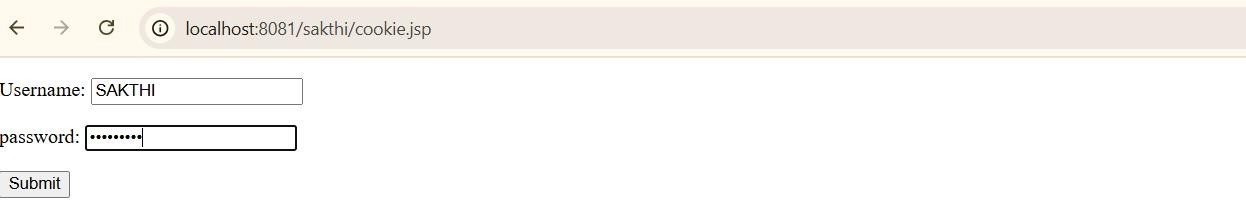 localhost:8081/sakthi/cookie.jsp
Username: SAKTHI
password: •••••••••
Submit